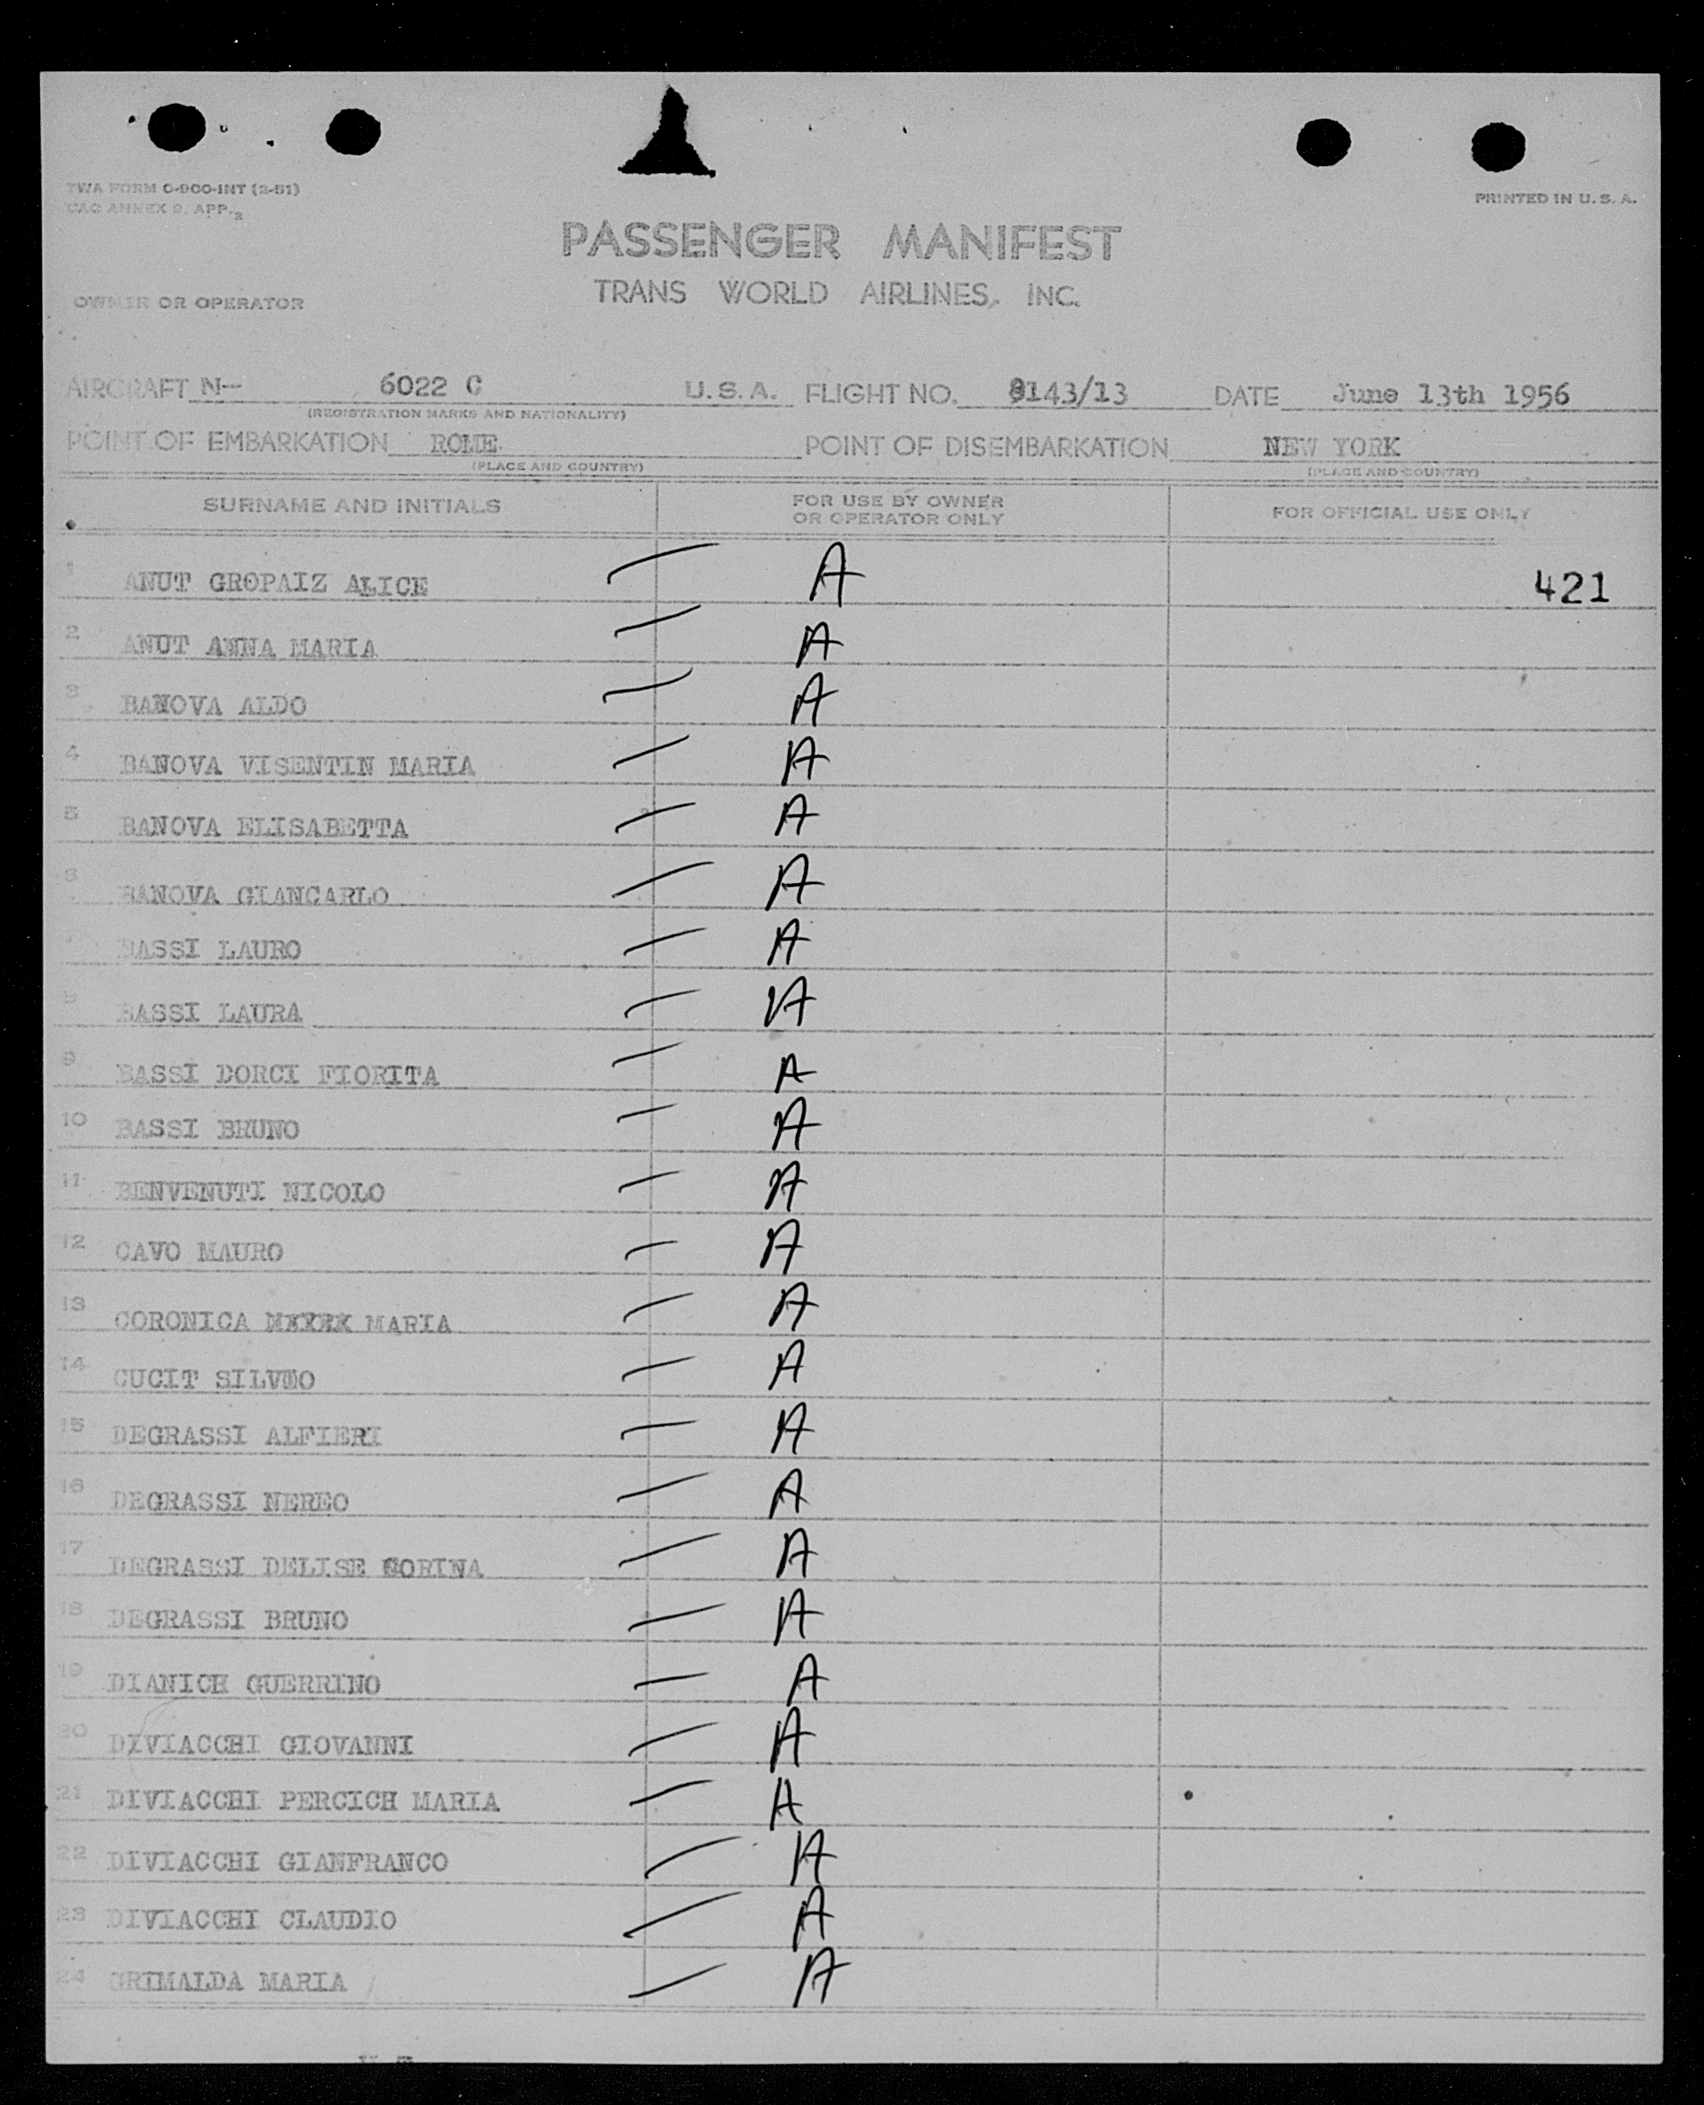 TWA FORM O-900-INT (2-51)
CAO ANNEX 9, APP. 2
PRINTED IN U. S. A.
PASSENGER MANIFEST
TRANS WORLD AIRLINES, INC.
OWNER OR OPERATOR
AIRCRAFT N- 6022 C U.S.A. FLIGHT NO. 8143/13 DATE June 13th 1956
(REGISTRATION MARKS AND NATIONALITY)
POINT OF EMBARKATION ROME POINT OF DISEMBARKATION NEW YORK
(PLACE AND COUNTRY) (PLACE AND COUNTRY)
SURNAME AND INITIALS FOR USE BY OWNER OR OPERATOR ONLY FOR OFFICIAL USE ONLY
1 ANUT GROPAIZ ALICE A 421
2 ANUT ANNA MARIA A
3 BANOVA ALDO A
4 BANOVA VISENTIN MARIA A
5 BANOVA ELISABETTA A
6 BANOVA GIANCARLO A
7 BASSI LAURO A
8 BASSI LAURA A
9 BASSI DORCI FIORITA A
10 BASSI BRUNO A
11 BENVENUTI NICOLO A
12 CAVO MAURO A
13 CORONICA MARIA A
14 CUCIT SILVIO A
15 DEGRASSI ALFIERI A
16 DEGRASSI NEREO A
17 DEGRASSI DELISE CORINA A
18 DEGRASSI BRUNO A
19 DIANICH GUERRINO A
20 DIVIACCHI GIOVANNI A
21 DIVIACCHI PERCICH MARIA A
22 DIVIACCHI GIANFRANCO A
23 DIVIACCHI CLAUDIO A
24 GRIMALDA MARIA A